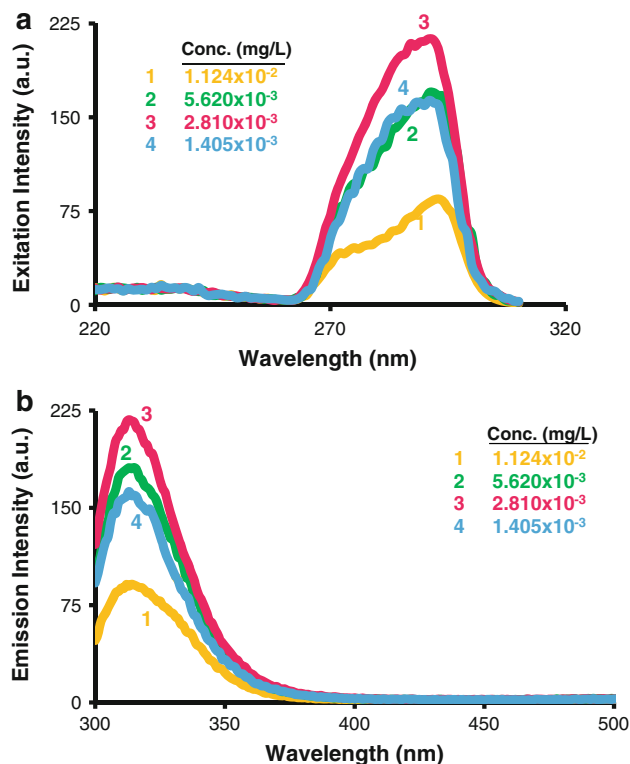 a
225
150
75
0
Exitation Intensity (a.u.)
Conc. (mg/L)
1 1.124x10⁻²
2 5.620x10⁻³
3 2.810x10⁻³
4 1.405x10⁻³
3
4
2
1
220 270 320
Wavelength (nm)
b
225
150
75
0
Emission Intensity (a.u.)
Conc. (mg/L)
1 1.124x10⁻²
2 5.620x10⁻³
3 2.810x10⁻³
4 1.405x10⁻³
3
2
4
1
300 350 400 450 500
Wavelength (nm)